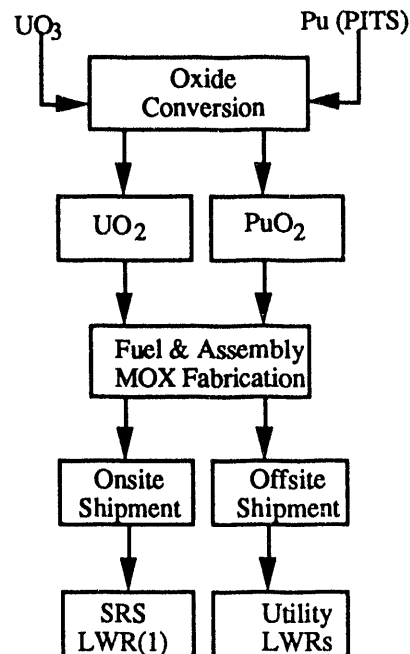 UO3
Pu (PITS)
Oxide
Conversion
UO2
PuO2
Fuel & Assembly
MOX Fabrication
Onsite
Shipment
Offsite
Shipment
SRS
LWR(1)
Utility
LWRs